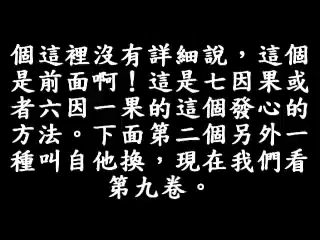 個這裡沒有詳細說，這個
是前面啊！這是七因果或
者六因一果的這個發心的
方法。下面第二個另外一
種叫自他換，現在我們看
第九卷。